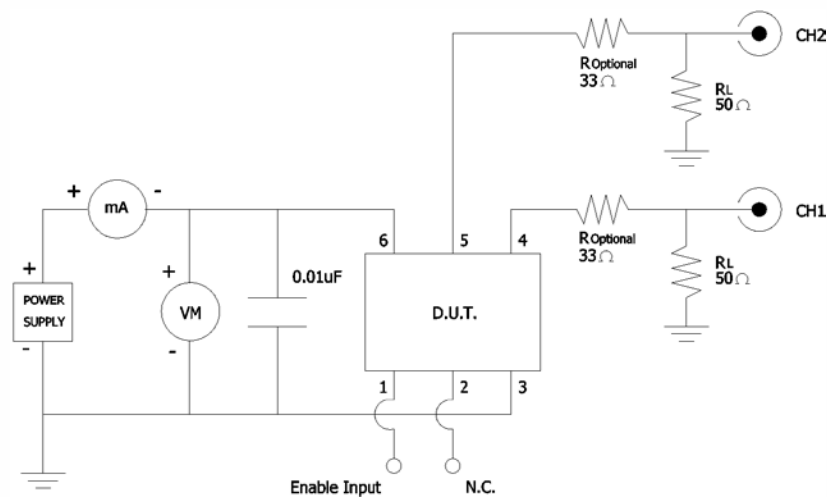 CH2
ROptional
33Ω
RL
50Ω
+ mA -
6 5 4
CH1
ROptional
33Ω
RL
50Ω
+
POWER
SUPPLY
-
+
VM
-
0.01uF
D.U.T.
1 2 3
Enable Input
N.C.